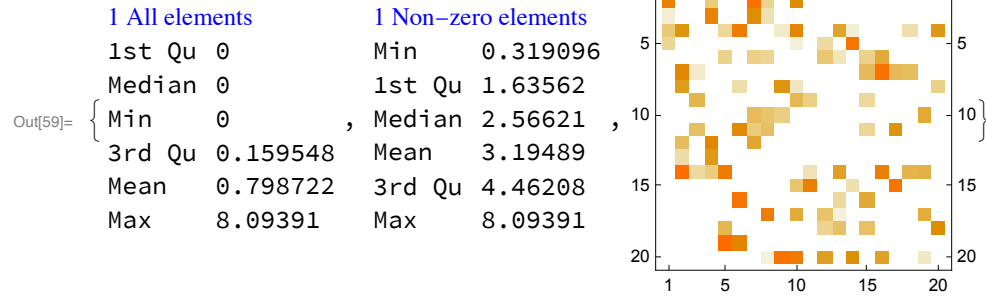 1 All elements
1st Qu 0
Median 0
Min 0
3rd Qu 0.159548
Mean 0.798722
Max 8.09391
1 Non-zero elements
Min 0.319096
1st Qu 1.63562
Median 2.56621
Mean 3.19489
3rd Qu 4.46208
Max 8.09391
Out[59]= { , , }
5 5
10 10
15 15
20 20
1 5 10 15 20